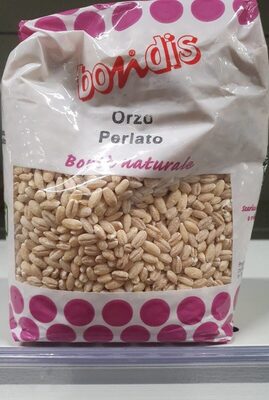 bondis
Orzo
Perlato
Bontà naturale